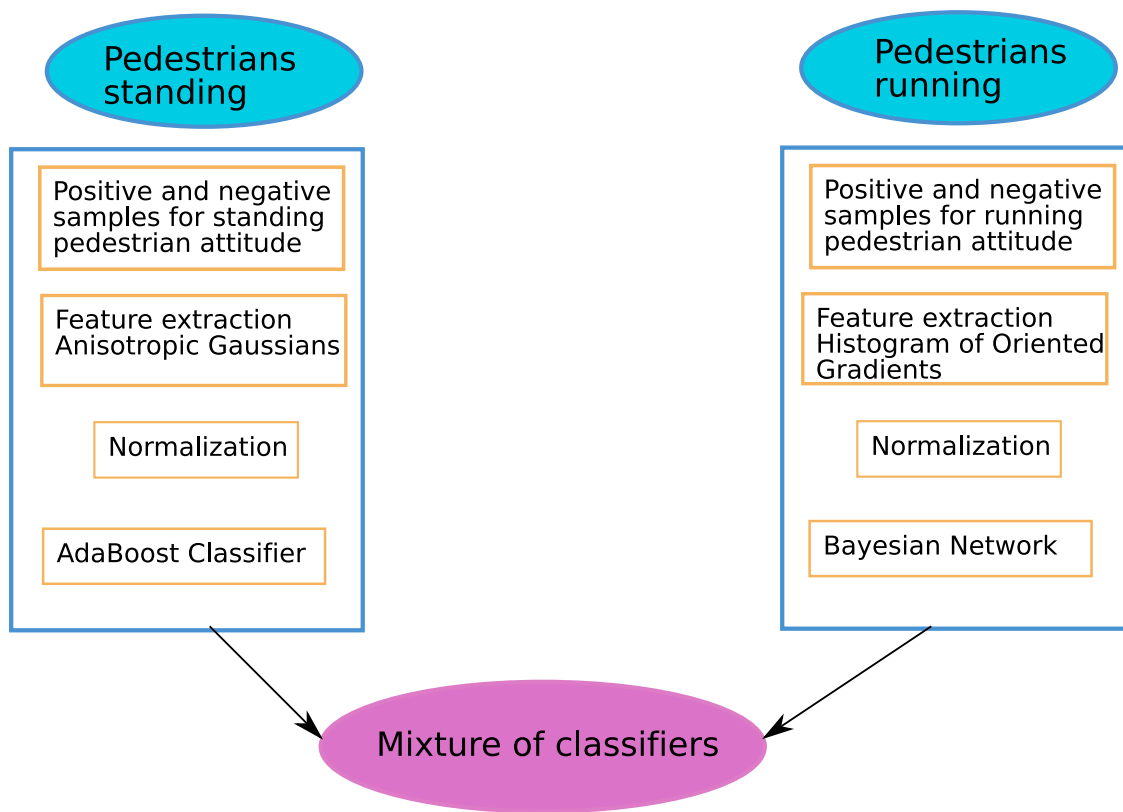 Pedestrians
standing
Positive and negative
samples for standing
pedestrian attitude
Feature extraction
Anisotropic Gaussians
Normalization
AdaBoost Classifier
Pedestrians
running
Positive and negative
samples for running
pedestrian attitude
Feature extraction
Histogram of Oriented
Gradients
Normalization
Bayesian Network
Mixture of classifiers